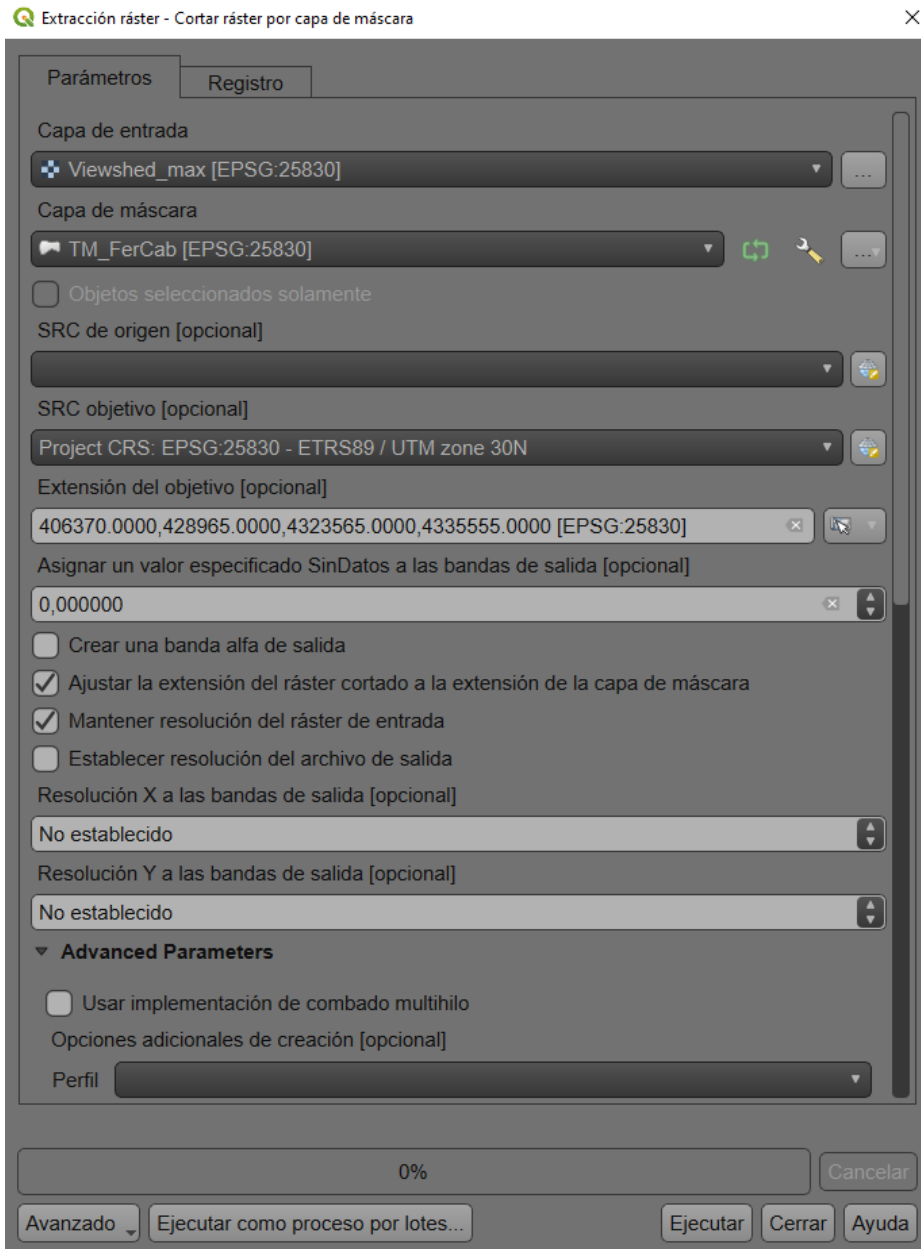 Extracción ráster - Cortar ráster por capa de máscara
Parámetros
Registro
Capa de entrada
Viewshed_max [EPSG:25830]
...
Capa de máscara
TM_FerCab [EPSG:25830]
...
Objetos seleccionados solamente
SRC de origen [opcional]
SRC objetivo [opcional]
Project CRS: EPSG:25830 - ETRS89 / UTM zone 30N
Extensión del objetivo [opcional]
406370.0000,428965.0000,4323565.0000,4335555.0000 [EPSG:25830]
Asignar un valor especificado SinDatos a las bandas de salida [opcional]
0,000000
Crear una banda alfa de salida
Ajustar la extensión del ráster cortado a la extensión de la capa de máscara
Mantener resolución del ráster de entrada
Establecer resolución del archivo de salida
Resolución X a las bandas de salida [opcional]
No establecido
Resolución Y a las bandas de salida [opcional]
No establecido
Advanced Parameters
Usar implementación de combado multihilo
Opciones adicionales de creación [opcional]
Perfil
0%
Cancelar
Avanzado
Ejecutar como proceso por lotes...
Ejecutar
Cerrar
Ayuda